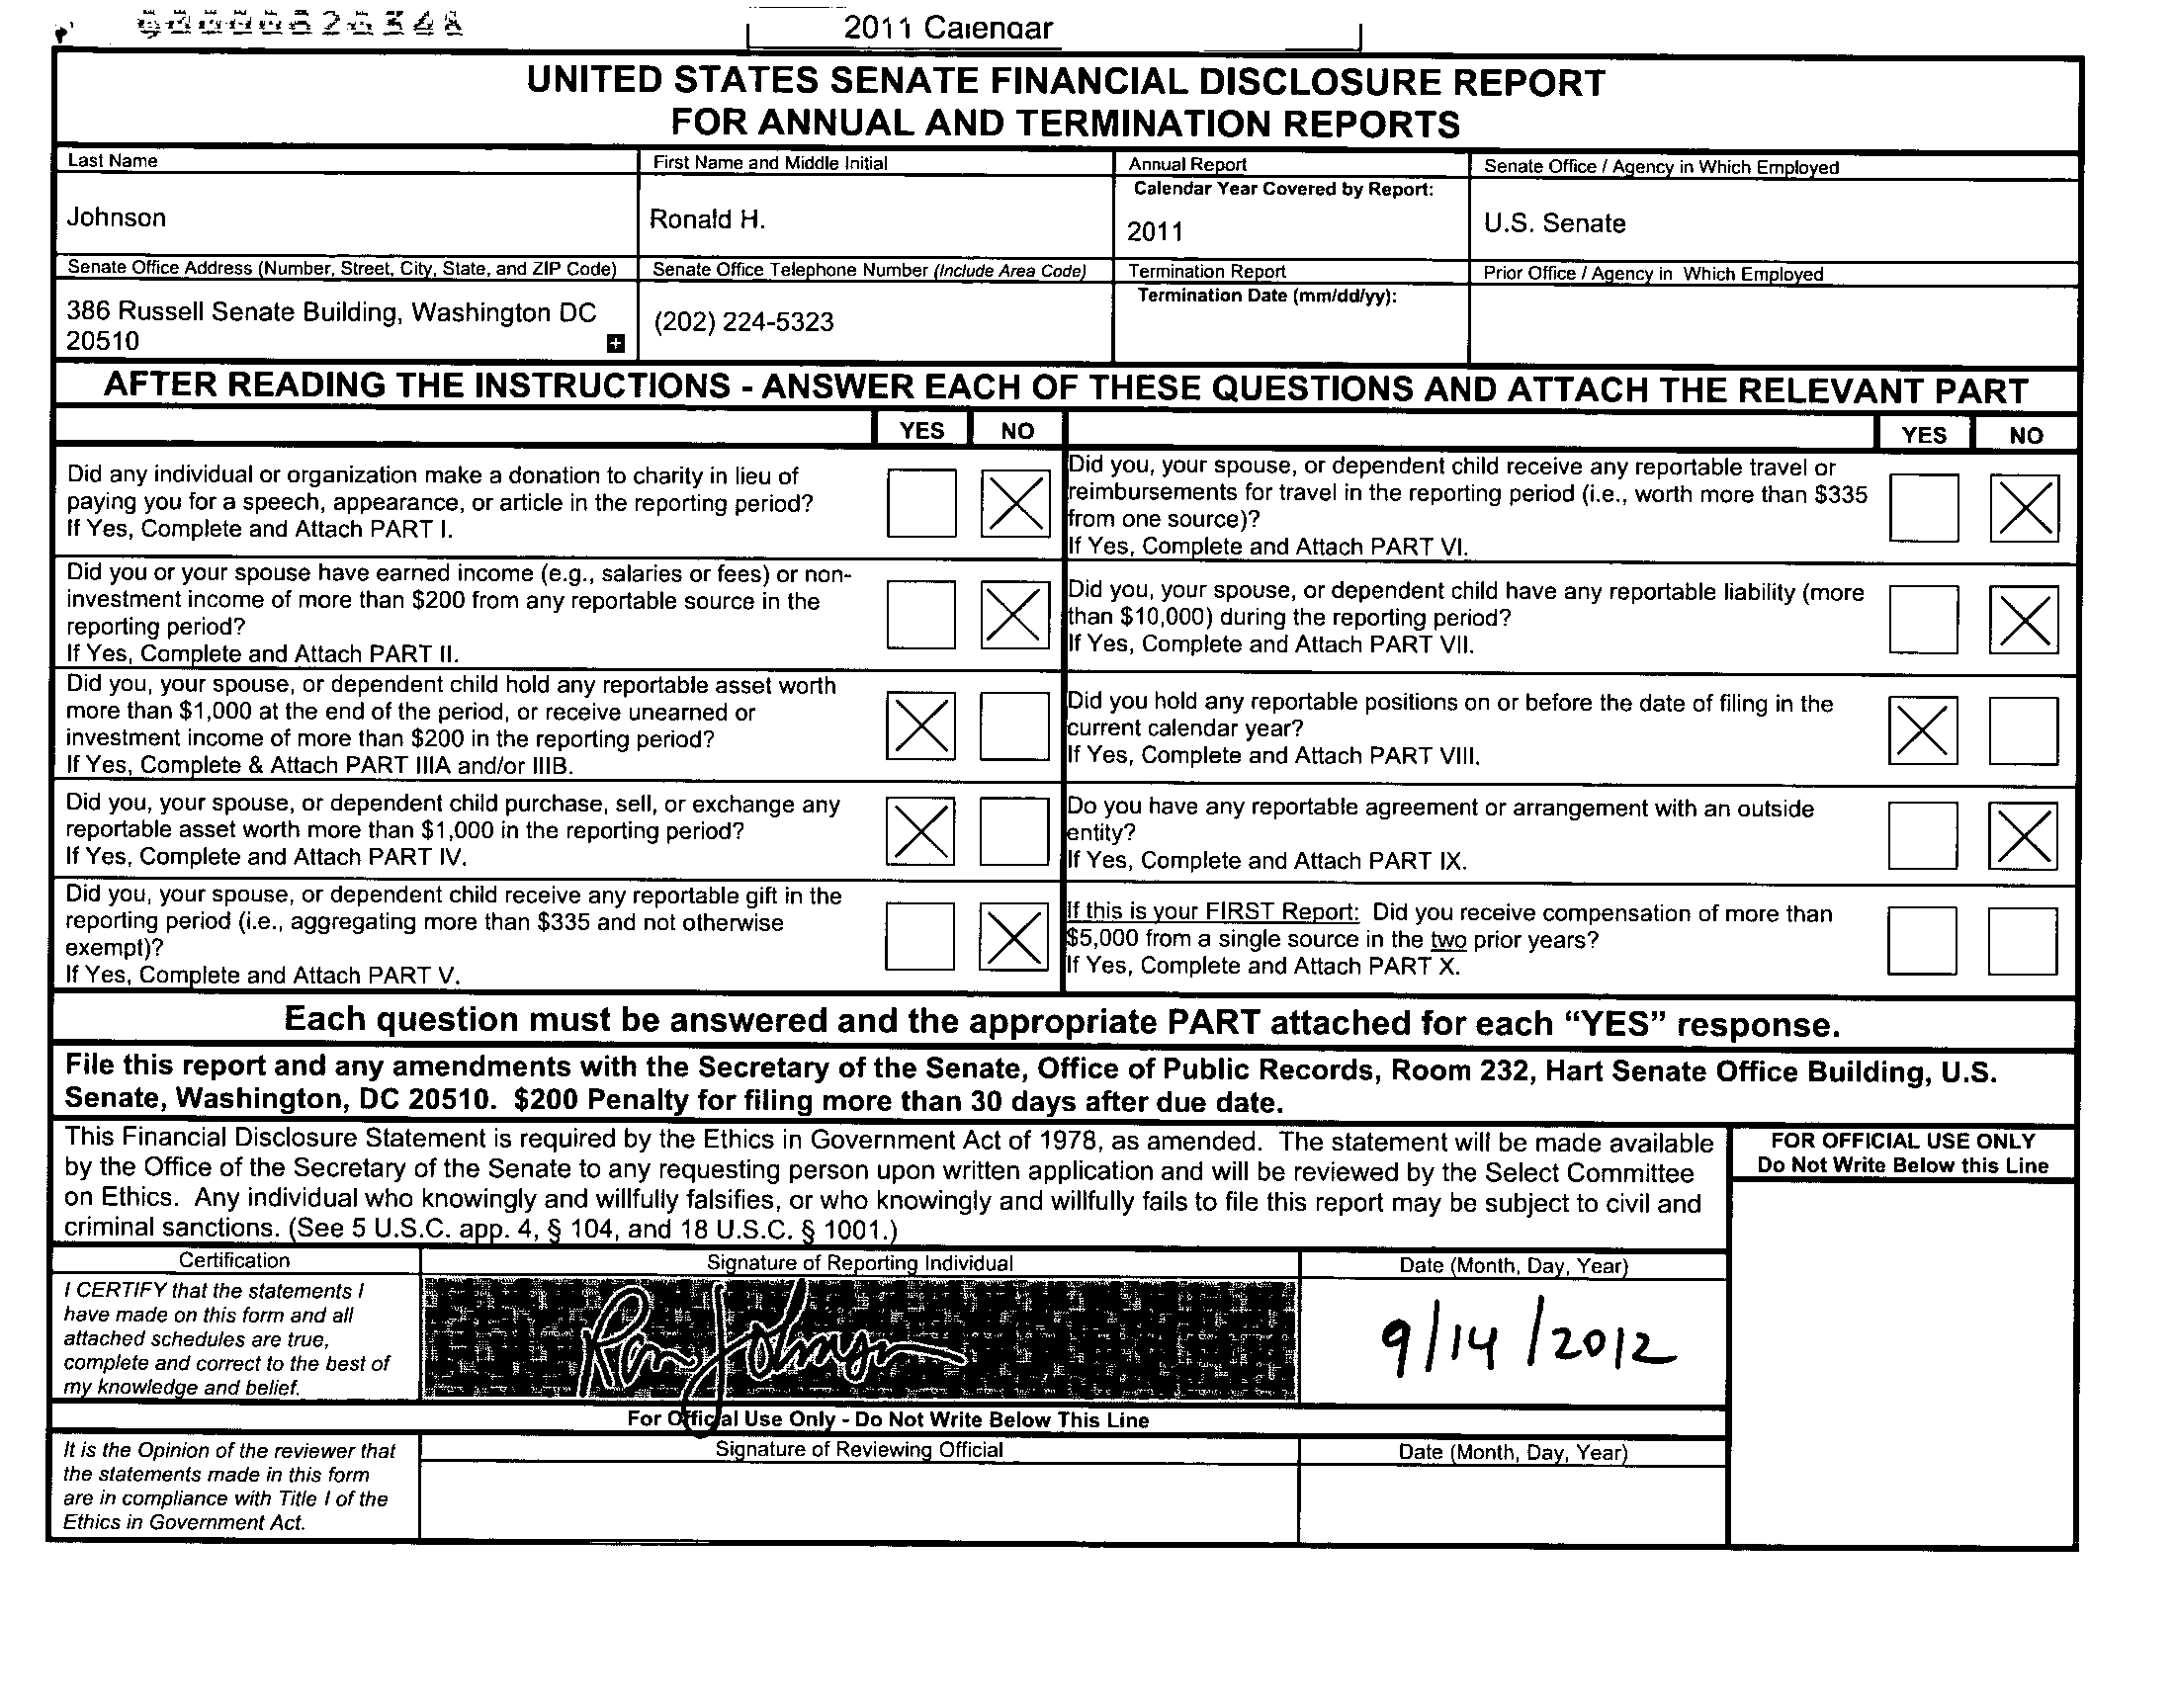 2011 Calendar
UNITED STATES SENATE FINANCIAL DISCLOSURE REPORT
FOR ANNUAL AND TERMINATION REPORTS
Last Name
First Name and Middle Initial
Annual Report
Senate Office / Agency in Which Employed
Calendar Year Covered by Report:
Johnson
Ronald H.
2011
U.S. Senate
Senate Office Address (Number, Street, City, State, and ZIP Code)
Senate Office Telephone Number (Include Area Code)
Termination Report
Prior Office / Agency in Which Employed
Termination Date (mm/dd/yy):
386 Russell Senate Building, Washington DC
20510
(202) 224-5323
AFTER READING THE INSTRUCTIONS - ANSWER EACH OF THESE QUESTIONS AND ATTACH THE RELEVANT PART
YES NO
YES NO
Did any individual or organization make a donation to charity in lieu of
paying you for a speech, appearance, or article in the reporting period?
If Yes, Complete and Attach PART I.
Did you, your spouse, or dependent child receive any reportable travel or
reimbursements for travel in the reporting period (i.e., worth more than $335
from one source)?
If Yes, Complete and Attach PART VI.
Did you or your spouse have earned income (e.g., salaries or fees) or non-
investment income of more than $200 from any reportable source in the
reporting period?
If Yes, Complete and Attach PART II.
Did you, your spouse, or dependent child have any reportable liability (more
than $10,000) during the reporting period?
If Yes, Complete and Attach PART VII.
Did you, your spouse, or dependent child hold any reportable asset worth
more than $1,000 at the end of the period, or receive unearned or
investment income of more than $200 in the reporting period?
If Yes, Complete & Attach PART IIIA and/or IIIB.
Did you hold any reportable positions on or before the date of filing in the
current calendar year?
If Yes, Complete and Attach PART VIII.
Did you, your spouse, or dependent child purchase, sell, or exchange any
reportable asset worth more than $1,000 in the reporting period?
If Yes, Complete and Attach PART IV.
Do you have any reportable agreement or arrangement with an outside
entity?
If Yes, Complete and Attach PART IX.
Did you, your spouse, or dependent child receive any reportable gift in the
reporting period (i.e., aggregating more than $335 and not otherwise
exempt)?
If Yes, Complete and Attach PART V.
If this is your FIRST Report: Did you receive compensation of more than
$5,000 from a single source in the two prior years?
If Yes, Complete and Attach PART X.
Each question must be answered and the appropriate PART attached for each “YES” response.
File this report and any amendments with the Secretary of the Senate, Office of Public Records, Room 232, Hart Senate Office Building, U.S.
Senate, Washington, DC 20510. $200 Penalty for filing more than 30 days after due date.
This Financial Disclosure Statement is required by the Ethics in Government Act of 1978, as amended. The statement will be made available
by the Office of the Secretary of the Senate to any requesting person upon written application and will be reviewed by the Select Committee
on Ethics. Any individual who knowingly and willfully falsifies, or who knowingly and willfully fails to file this report may be subject to civil and
criminal sanctions. (See 5 U.S.C. app. 4, § 104, and 18 U.S.C. § 1001.)
FOR OFFICIAL USE ONLY
Do Not Write Below this Line
Certification
Signature of Reporting Individual
Date (Month, Day, Year)
I CERTIFY that the statements I
have made on this form and all
attached schedules are true,
complete and correct to the best of
my knowledge and belief.
Ron Johnson
9/14/2012
For Official Use Only - Do Not Write Below This Line
It is the Opinion of the reviewer that
the statements made in this form
are in compliance with Title I of the
Ethics in Government Act.
Signature of Reviewing Official
Date (Month, Day, Year)